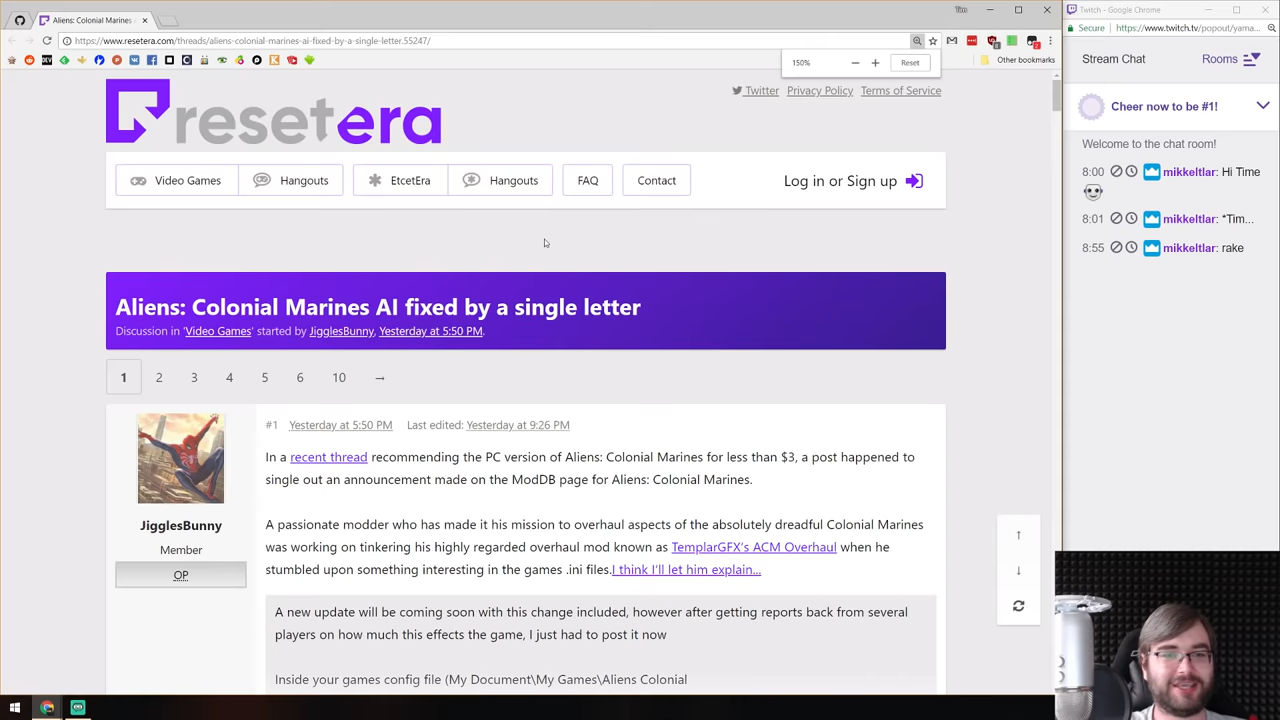 Aliens: Colonial Marines
Tim
Twitch - Google Chrome
https://www.resetera.com/threads/aliens-colonial-marines-ai-fixed-by-a-single-letter.55247/
Secure
https://www.twitch.tv/popout/yama...
Other bookmarks
150%
Reset
Stream Chat
Rooms
resetera
Twitter
Privacy Policy
Terms of Service
Cheer now to be #1!
Welcome to the chat room!
Video Games
Hangouts
EtcetEra
Hangouts
FAQ
Contact
Log in or Sign up
8:00 mikkeltlar: Hi Time
8:01 mikkeltlar: *Tim...
8:55 mikkeltlar: rake
Aliens: Colonial Marines AI fixed by a single letter
Discussion in 'Video Games' started by JigglesBunny, Yesterday at 5:50 PM.
1 2 3 4 5 6 10 →
#1 Yesterday at 5:50 PM Last edited: Yesterday at 9:26 PM
In a recent thread recommending the PC version of Aliens: Colonial Marines for less than $3, a post happened to
single out an announcement made on the ModDB page for Aliens: Colonial Marines.
JigglesBunny
Member
OP
A passionate modder who has made it his mission to overhaul aspects of the absolutely dreadful Colonial Marines
was working on tinkering his highly regarded overhaul mod known as TemplarGFX's ACM Overhaul when he
stumbled upon something interesting in the games .ini files.I think I'll let him explain...
A new update will be coming soon with this change included, however after getting reports back from several
players on how much this effects the game, I just had to post it now
Inside your games config file (My Document\My Games\Aliens Colonial